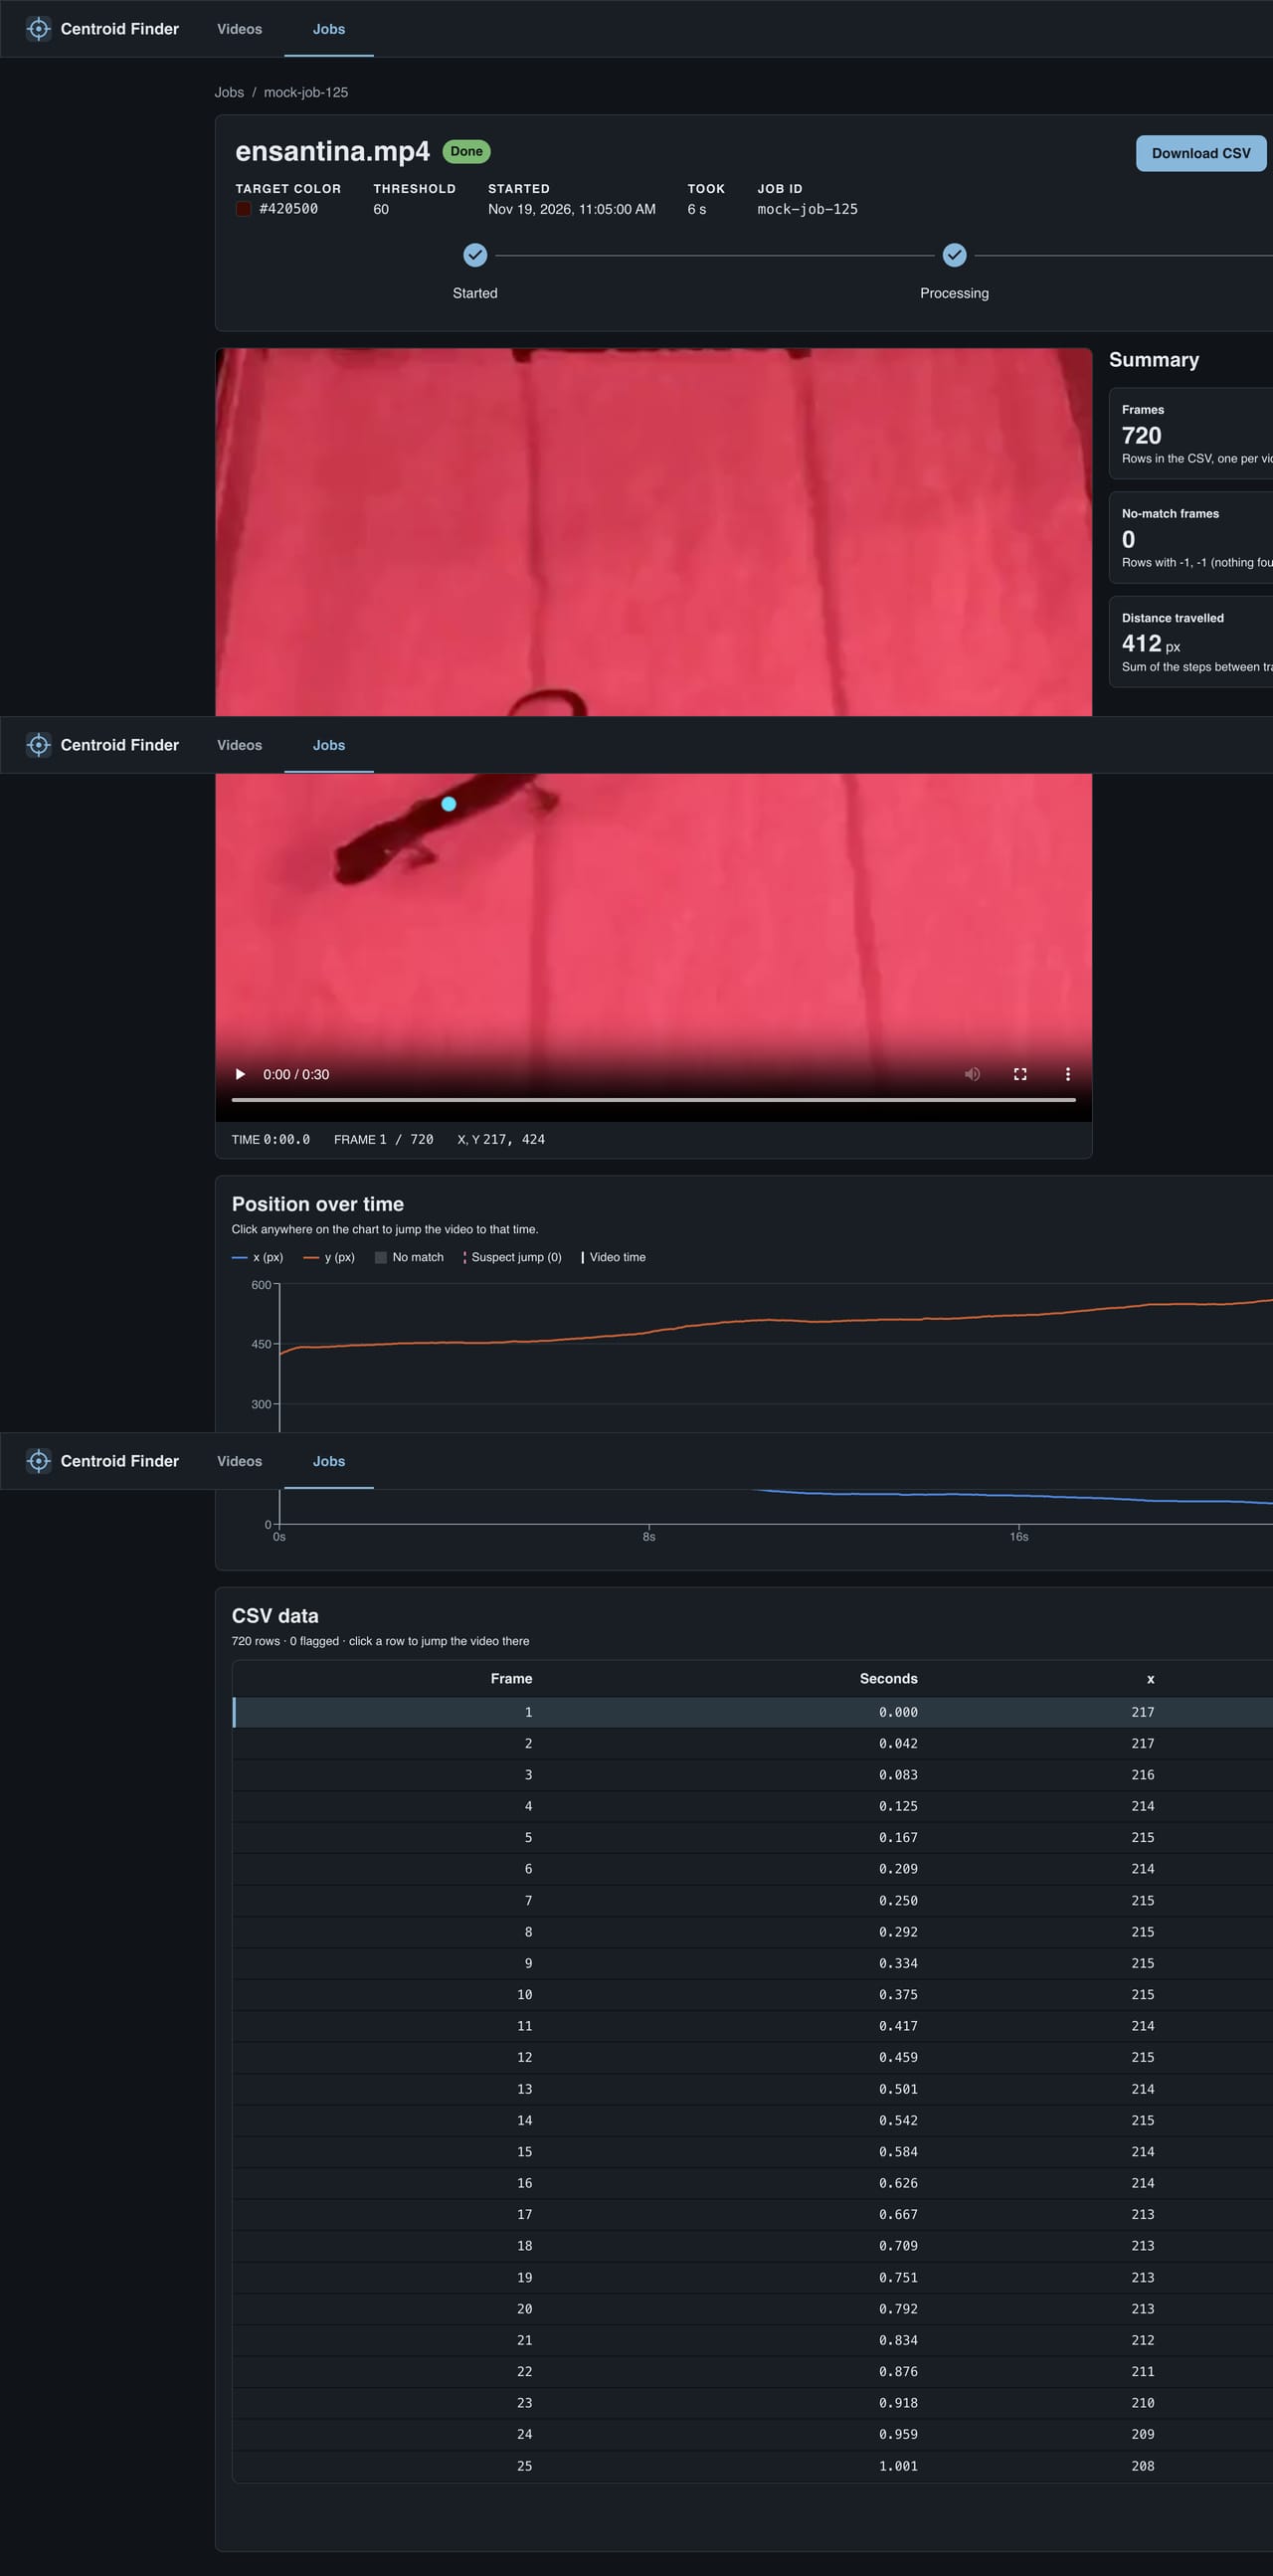 Centroid Finder Videos Jobs
Jobs / mock-job-125
ensantina.mp4 Done Download CSV
TARGET COLOR THRESHOLD STARTED TOOK JOB ID
#420500 60 Nov 19, 2026, 11:05:00 AM 6 s mock-job-125
Started Processing
Summary
Frames
720
Rows in the CSV, one per
No-match frames
0
Rows with -1, -1 (nothing
Distance travelled
412 px
Sum of the steps between
Centroid Finder Videos Jobs
0:00 / 0:30
TIME 0:00.0 FRAME 1 / 720 X, Y 217, 424
Position over time
Click anywhere on the chart to jump the video to that time.
x (px) y (px) No match Suspect jump (0) Video time
600
450
300
Centroid Finder Videos Jobs
0
0s 8s 16s
CSV data
720 rows · 0 flagged · click a row to jump the video there
Frame Seconds x
1 0.000 217
2 0.042 217
3 0.083 216
4 0.125 214
5 0.167 215
6 0.209 214
7 0.250 215
8 0.292 215
9 0.334 215
10 0.375 215
11 0.417 214
12 0.459 215
13 0.501 214
14 0.542 215
15 0.584 214
16 0.626 214
17 0.667 213
18 0.709 213
19 0.751 213
20 0.792 213
21 0.834 212
22 0.876 211
23 0.918 210
24 0.959 209
25 1.001 208